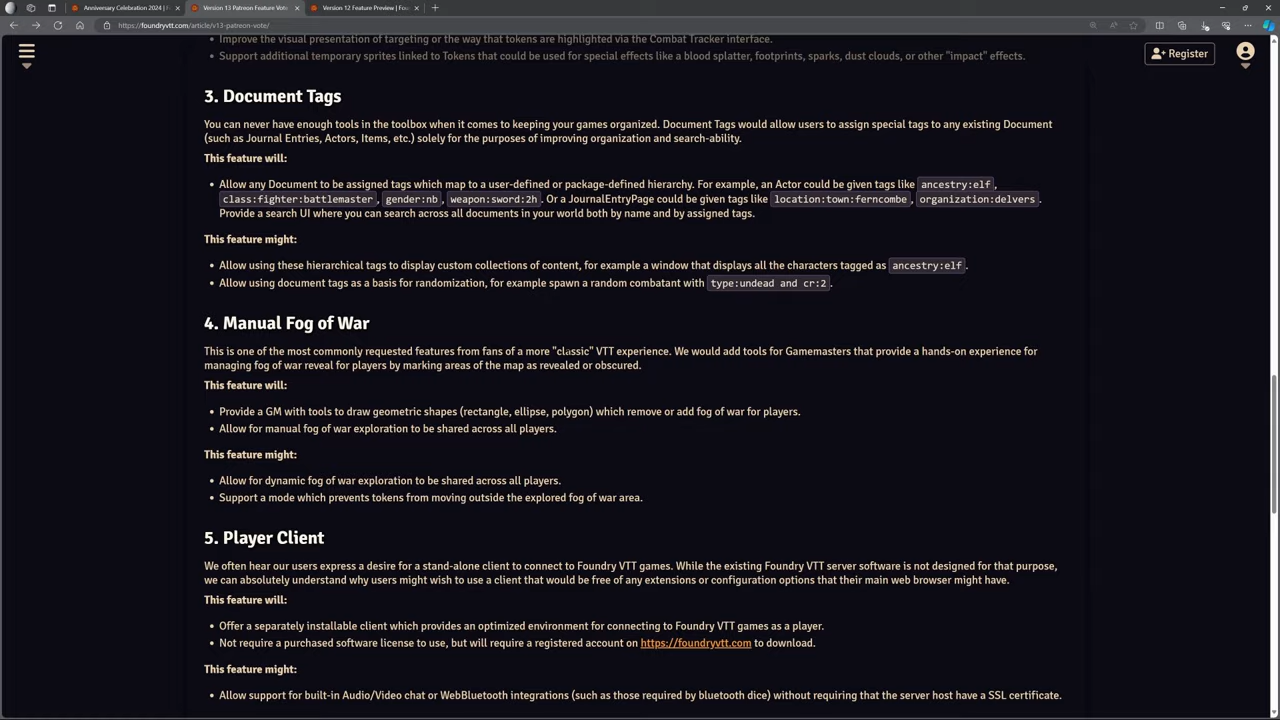 Anniversary Celebration 2024 | F
Version 13 Patreon Feature Vote
Version 12 Feature Preview | Fou
https://foundryvtt.com/article/v13-patreon-vote/
Register
• Improve the visual presentation of targeting or the way that tokens are highlighted via the Combat Tracker interface.
• Support additional temporary sprites linked to Tokens that could be used for special effects like a blood splatter, footprints, sparks, dust clouds, or other "impact" effects.
3. Document Tags
You can never have enough tools in the toolbox when it comes to keeping your games organized. Document Tags would allow users to assign special tags to any existing Document
(such as Journal Entries, Actors, Items, etc.) solely for the purposes of improving organization and search-ability.
This feature will:
• Allow any Document to be assigned tags which map to a user-defined or package-defined hierarchy. For example, an Actor could be given tags like ancestry:elf,
class:fighter:battlemaster, gender:nb, weapon:sword:2h. Or a JournalEntryPage could be given tags like location:town:ferncombe, organization:delvers.
Provide a search UI where you can search across all documents in your world both by name and by assigned tags.
This feature might:
• Allow using these hierarchical tags to display custom collections of content, for example a window that displays all the characters tagged as ancestry:elf.
• Allow using document tags as a basis for randomization, for example spawn a random combatant with type:undead and cr:2.
4. Manual Fog of War
This is one of the most commonly requested features from fans of a more "classic" VTT experience. We would add tools for Gamemasters that provide a hands-on experience for
managing fog of war reveal for players by marking areas of the map as revealed or obscured.
This feature will:
• Provide a GM with tools to draw geometric shapes (rectangle, ellipse, polygon) which remove or add fog of war for players.
• Allow for manual fog of war exploration to be shared across all players.
This feature might:
• Allow for dynamic fog of war exploration to be shared across all players.
• Support a mode which prevents tokens from moving outside the explored fog of war area.
5. Player Client
We often hear our users express a desire for a stand-alone client to connect to Foundry VTT games. While the existing Foundry VTT server software is not designed for that purpose,
we can absolutely understand why users might wish to use a client that would be free of any extensions or configuration options that their main web browser might have.
This feature will:
• Offer a separately installable client which provides an optimized environment for connecting to Foundry VTT games as a player.
• Not require a purchased software license to use, but will require a registered account on https://foundryvtt.com to download.
This feature might:
• Allow support for built-in Audio/Video chat or WebBluetooth integrations (such as those required by bluetooth dice) without requiring that the server host have a SSL certificate.